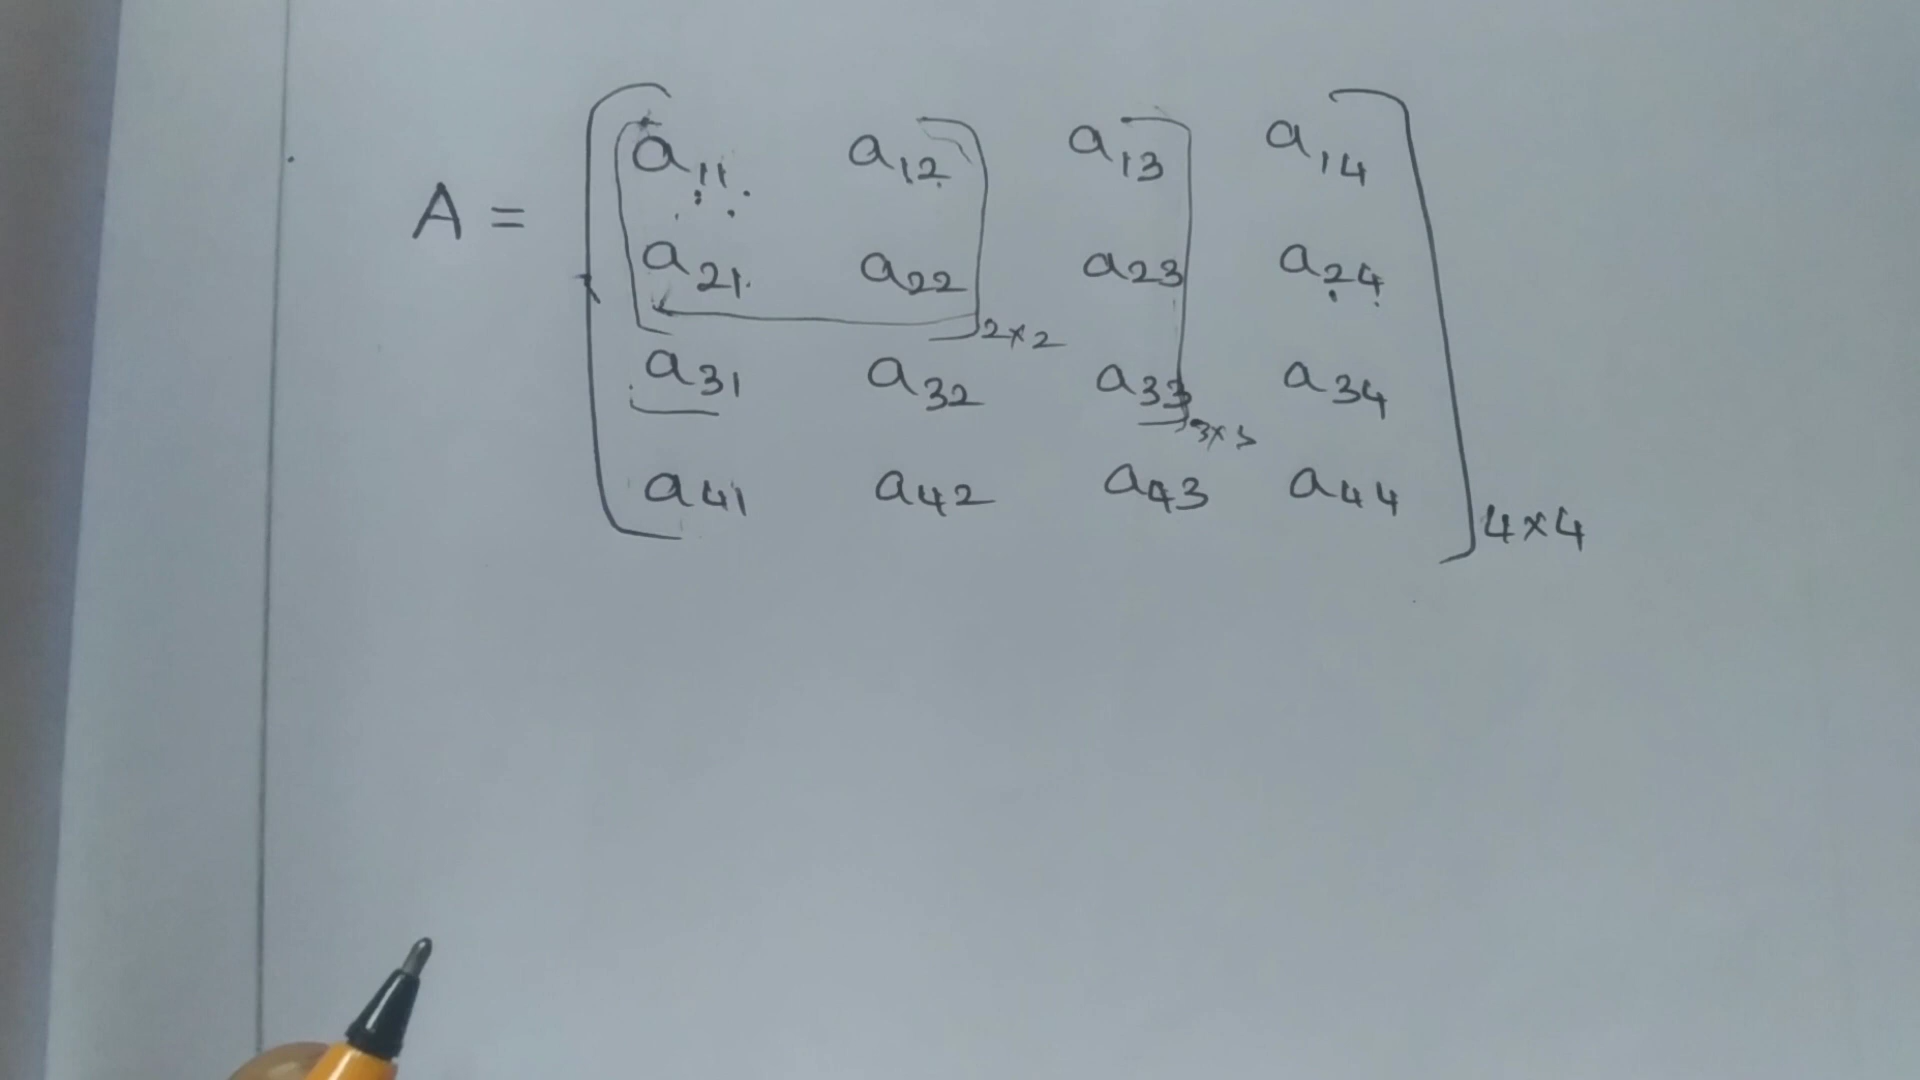 A = [ a11 a12 a13 a14
a21 a22 a23 a24
2×2
a31 a32 a33 a34
3×
a41 a42 a43 a44 ] 4×4